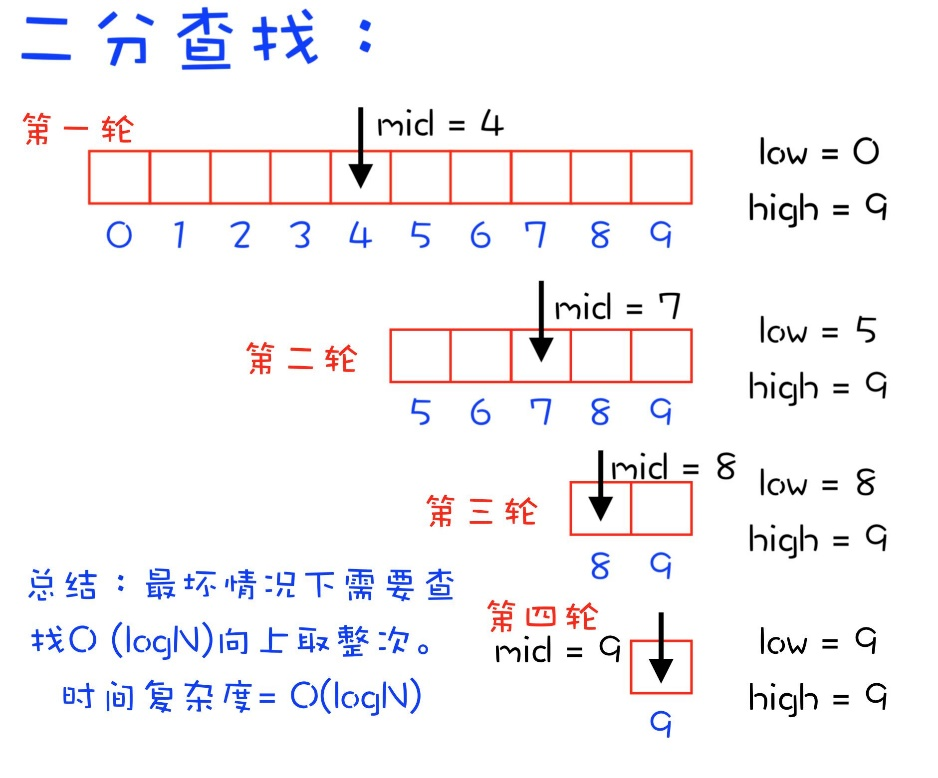 二分查找：
第一轮
mid = 4
low = 0
high = 9
0 1 2 3 4 5 6 7 8 9
第二轮
mid = 7
low = 5
high = 9
5 6 7 8 9
第三轮
mid = 8
low = 8
high = 9
8 9
第四轮
mid = 9
low = 9
high = 9
9
总结：最坏情况下需要查
找O (logN)向上取整次。
时间复杂度= O(logN)